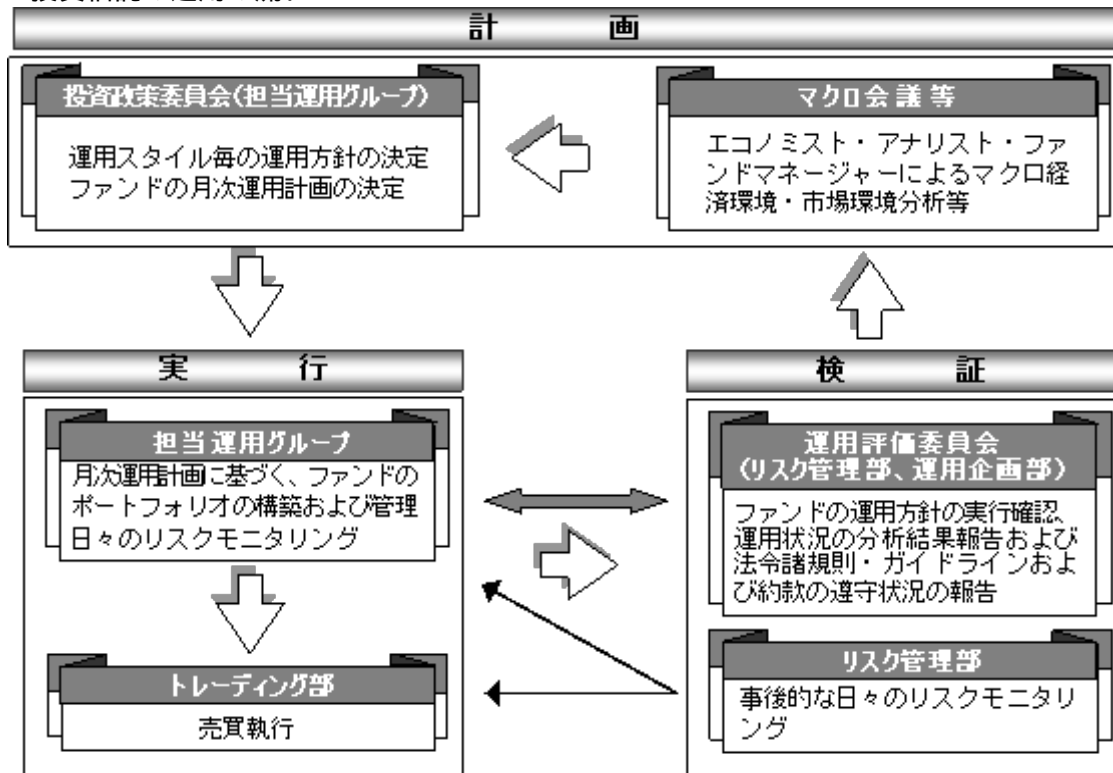 計 画
投資政策委員会(担当運用グループ)
運用スタイル毎の運用方針の決定
ファンドの月次運用計画の決定
マクロ会議等
エコノミスト・アナリスト・ファ
ンドマネージャーによるマクロ経
済環境・市場環境分析等
実 行
担当運用グループ
月次運用計画に基づく、ファンドの
ポートフォリオの構築および管理
日々のリスクモニタリング
トレーディング部
売買執行
検 証
運用評価委員会
(リスク管理部、運用企画部)
ファンドの運用方針の実行確認、
運用状況の分析結果報告および
法令諸規則・ガイドラインおよ
び約款の遵守状況の報告
リスク管理部
事後的な日々のリスクモニタリ
ング